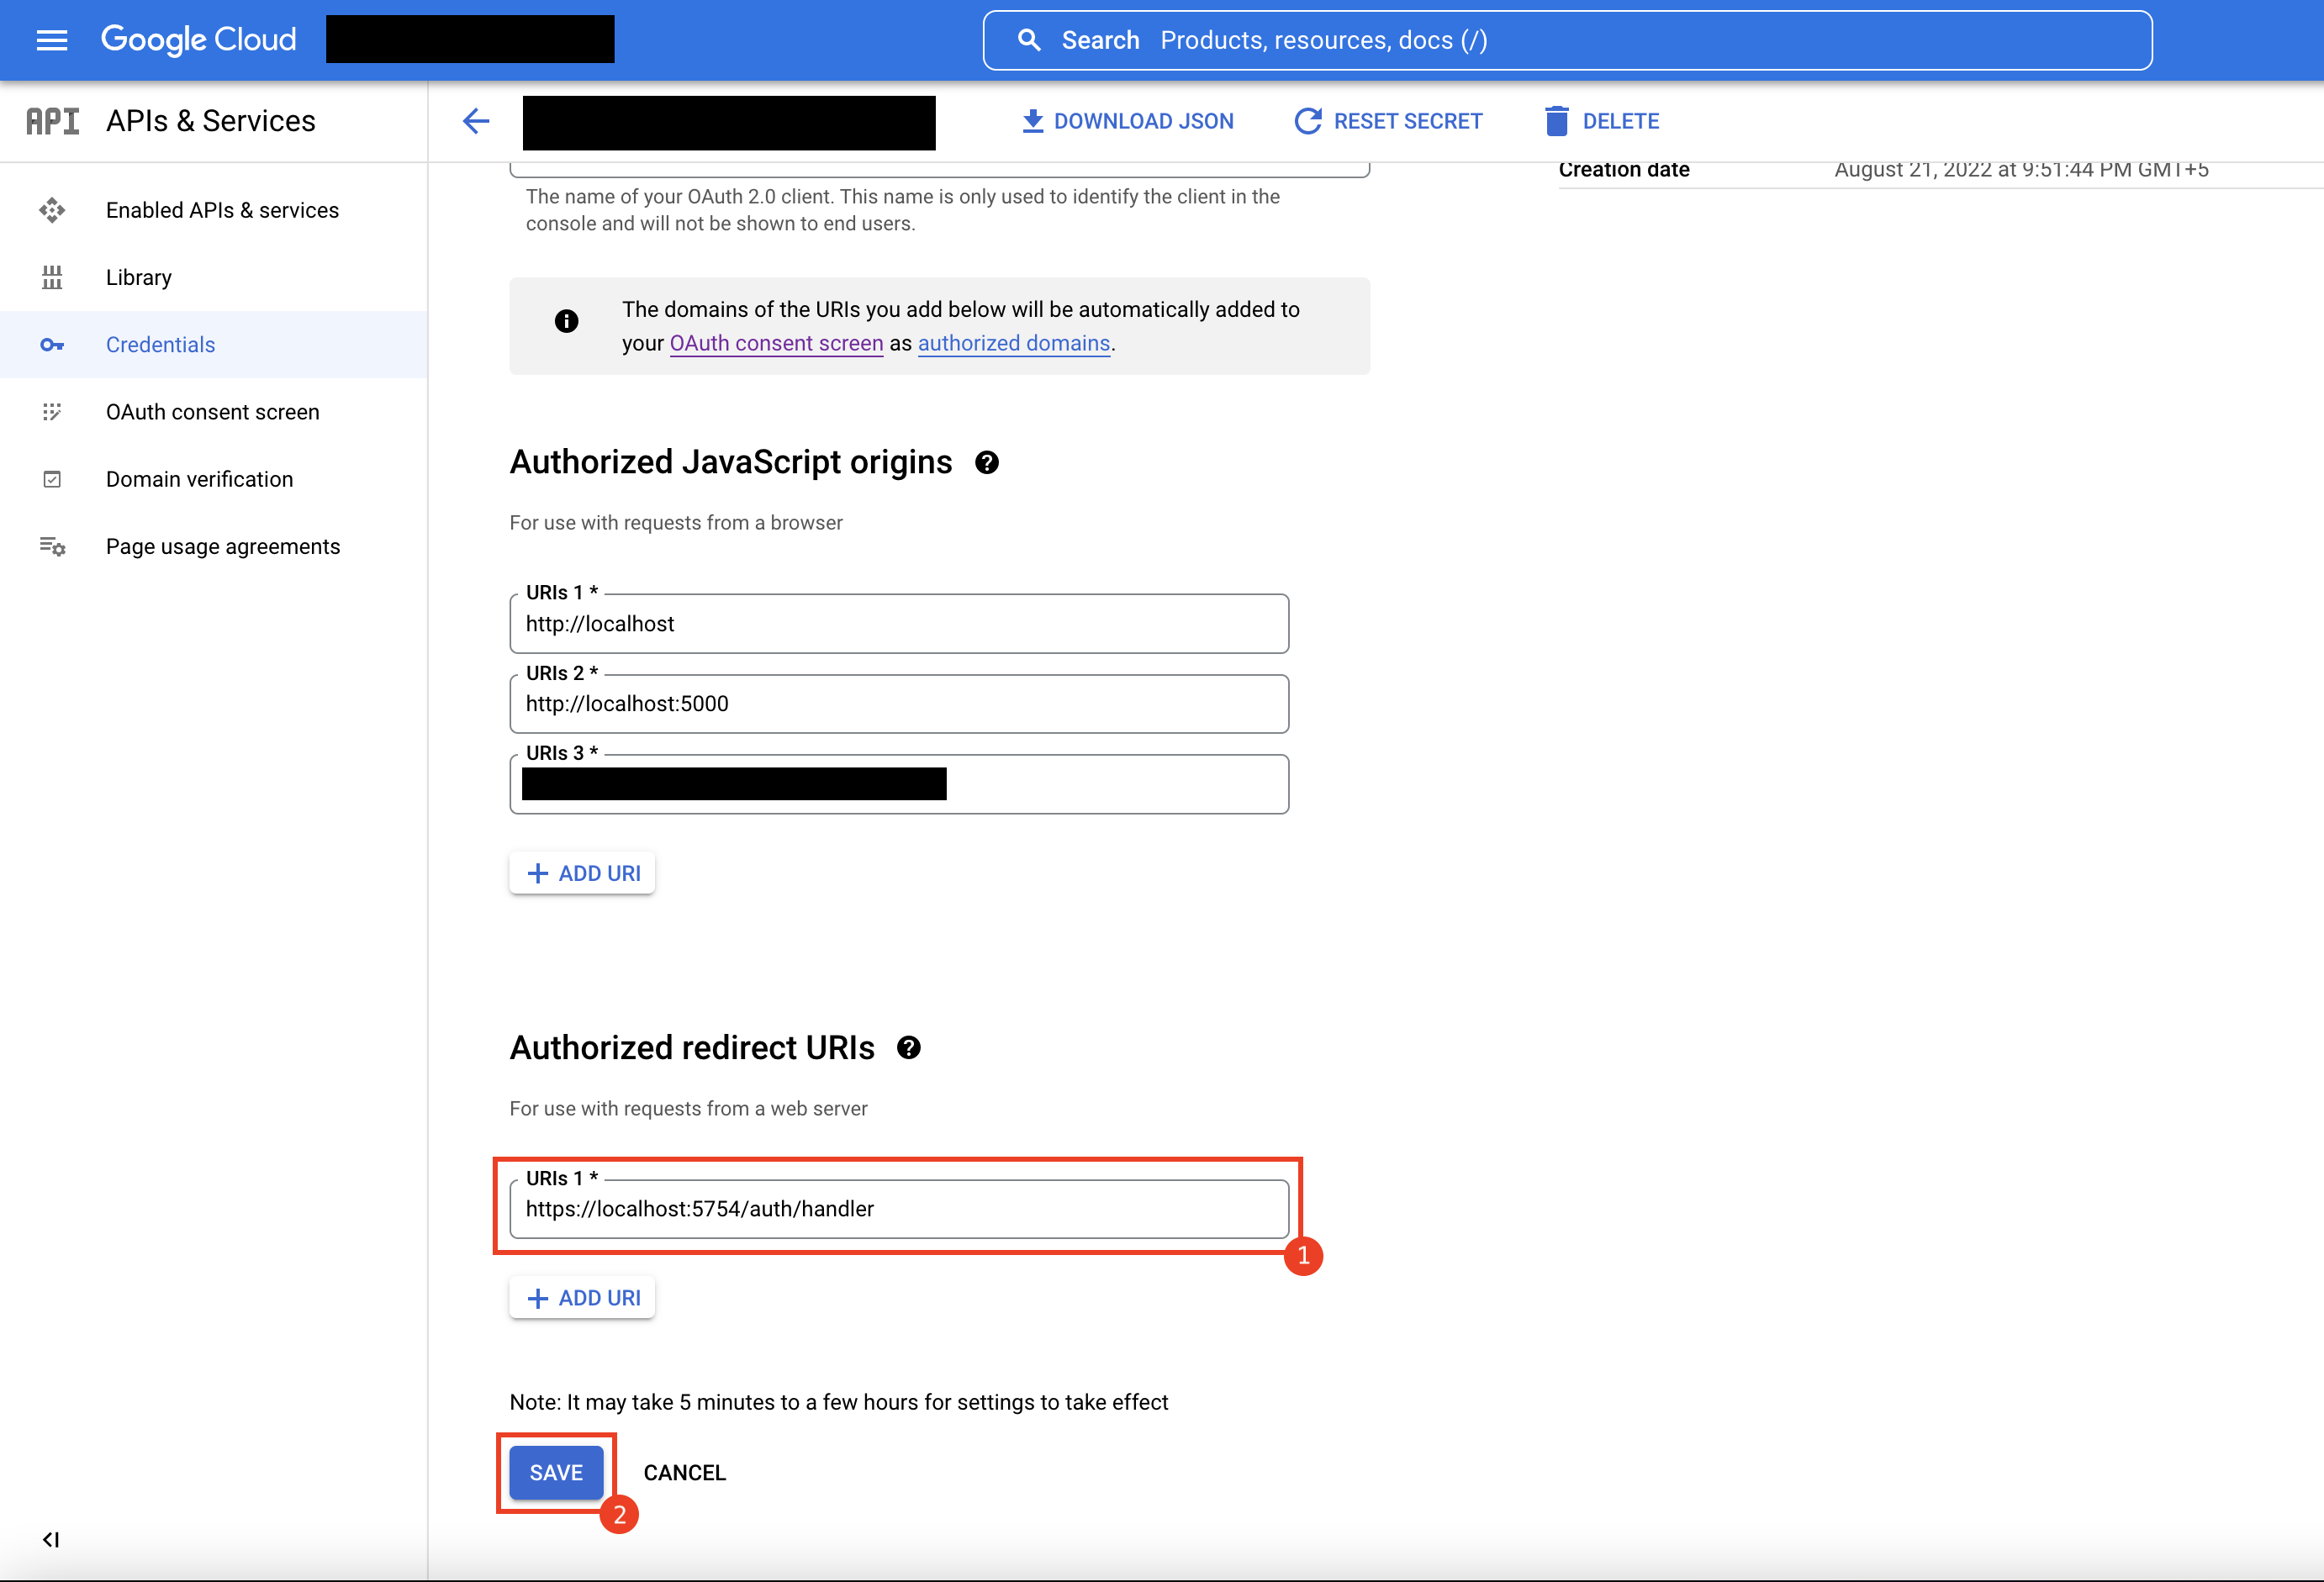 Google Cloud
Search Products, resources, docs (/)
API APIs & Services
DOWNLOAD JSON
RESET SECRET
DELETE
Enabled APIs & services
Library
Credentials
OAuth consent screen
Domain verification
Page usage agreements
Creation date August 21, 2022 at 9:51:44 PM GMT+5
The name of your OAuth 2.0 client. This name is only used to identify the client in the
console and will not be shown to end users.
The domains of the URIs you add below will be automatically added to
your OAuth consent screen as authorized domains.
Authorized JavaScript origins
For use with requests from a browser
URIs 1 *
http://localhost
URIs 2 *
http://localhost:5000
URIs 3 *
ADD URI
Authorized redirect URIs
For use with requests from a web server
URIs 1 *
https://localhost:5754/auth/handler
1
ADD URI
Note: It may take 5 minutes to a few hours for settings to take effect
SAVE
CANCEL
2